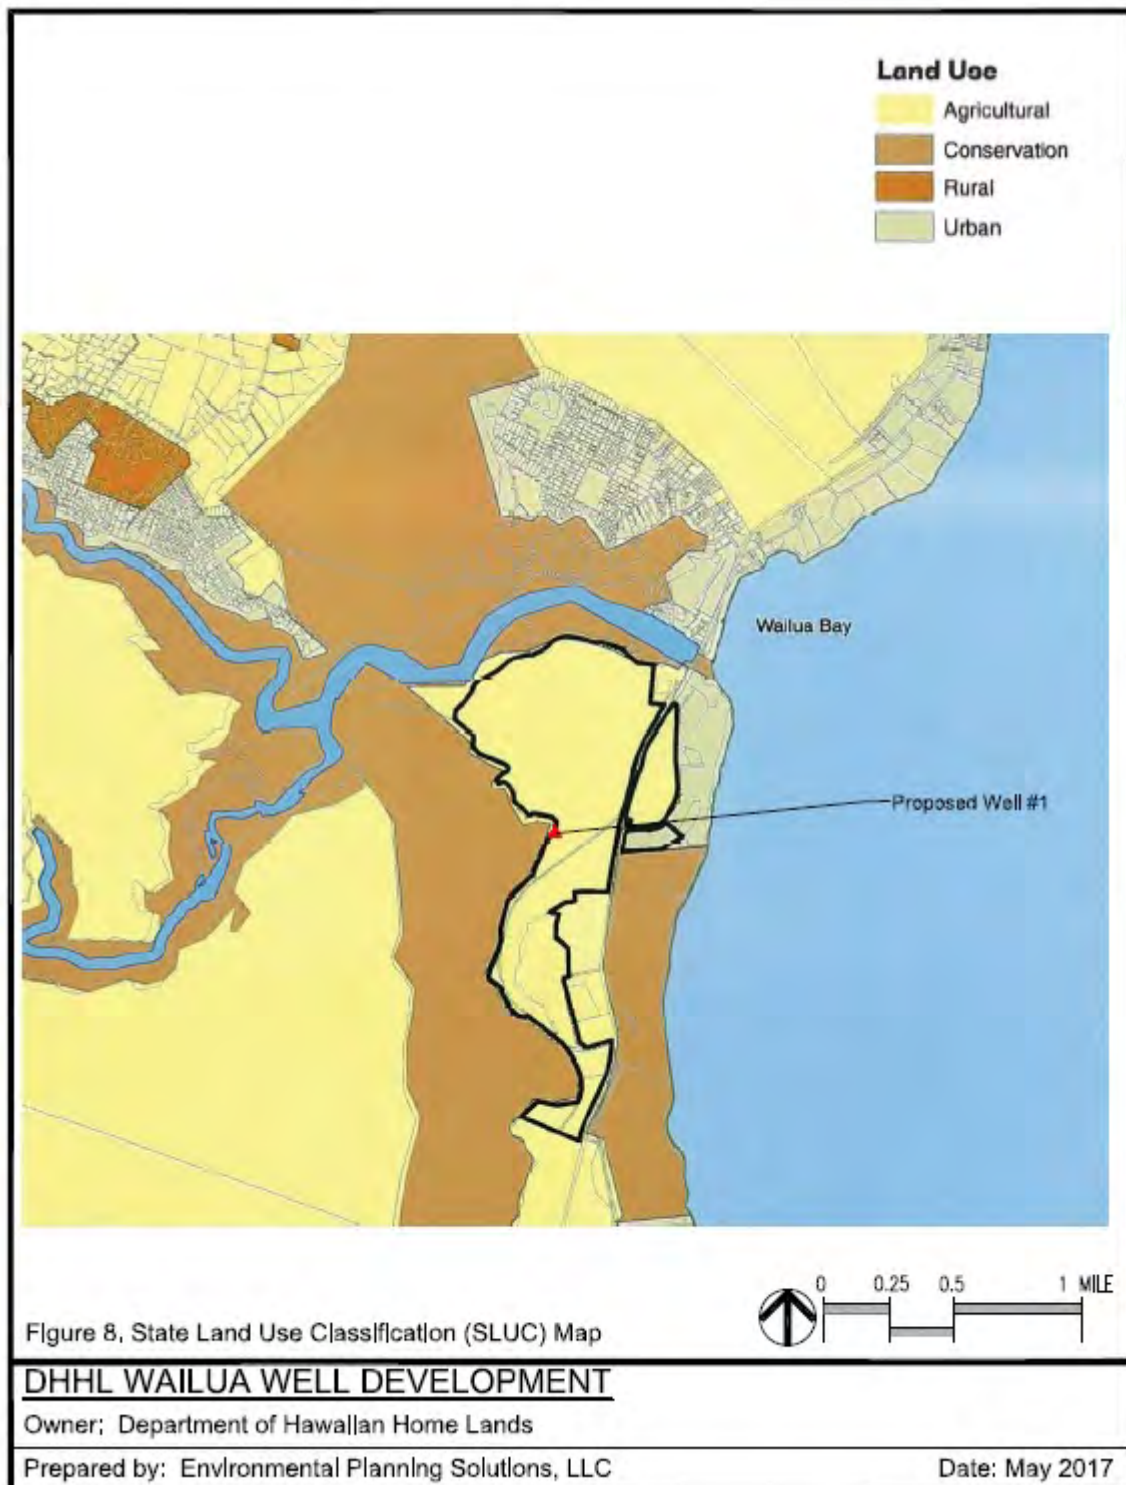 Land Use
Agricultural
Conservation
Rural
Urban
Wailua Bay
Proposed Well #1
0 0.25 0.5 1 MILE
Figure 8, State Land Use Classification (SLUC) Map
DHHL WAILUA WELL DEVELOPMENT
Owner; Department of Hawaiian Home Lands
Prepared by: Environmental Planning Solutions, LLC
Date: May 2017